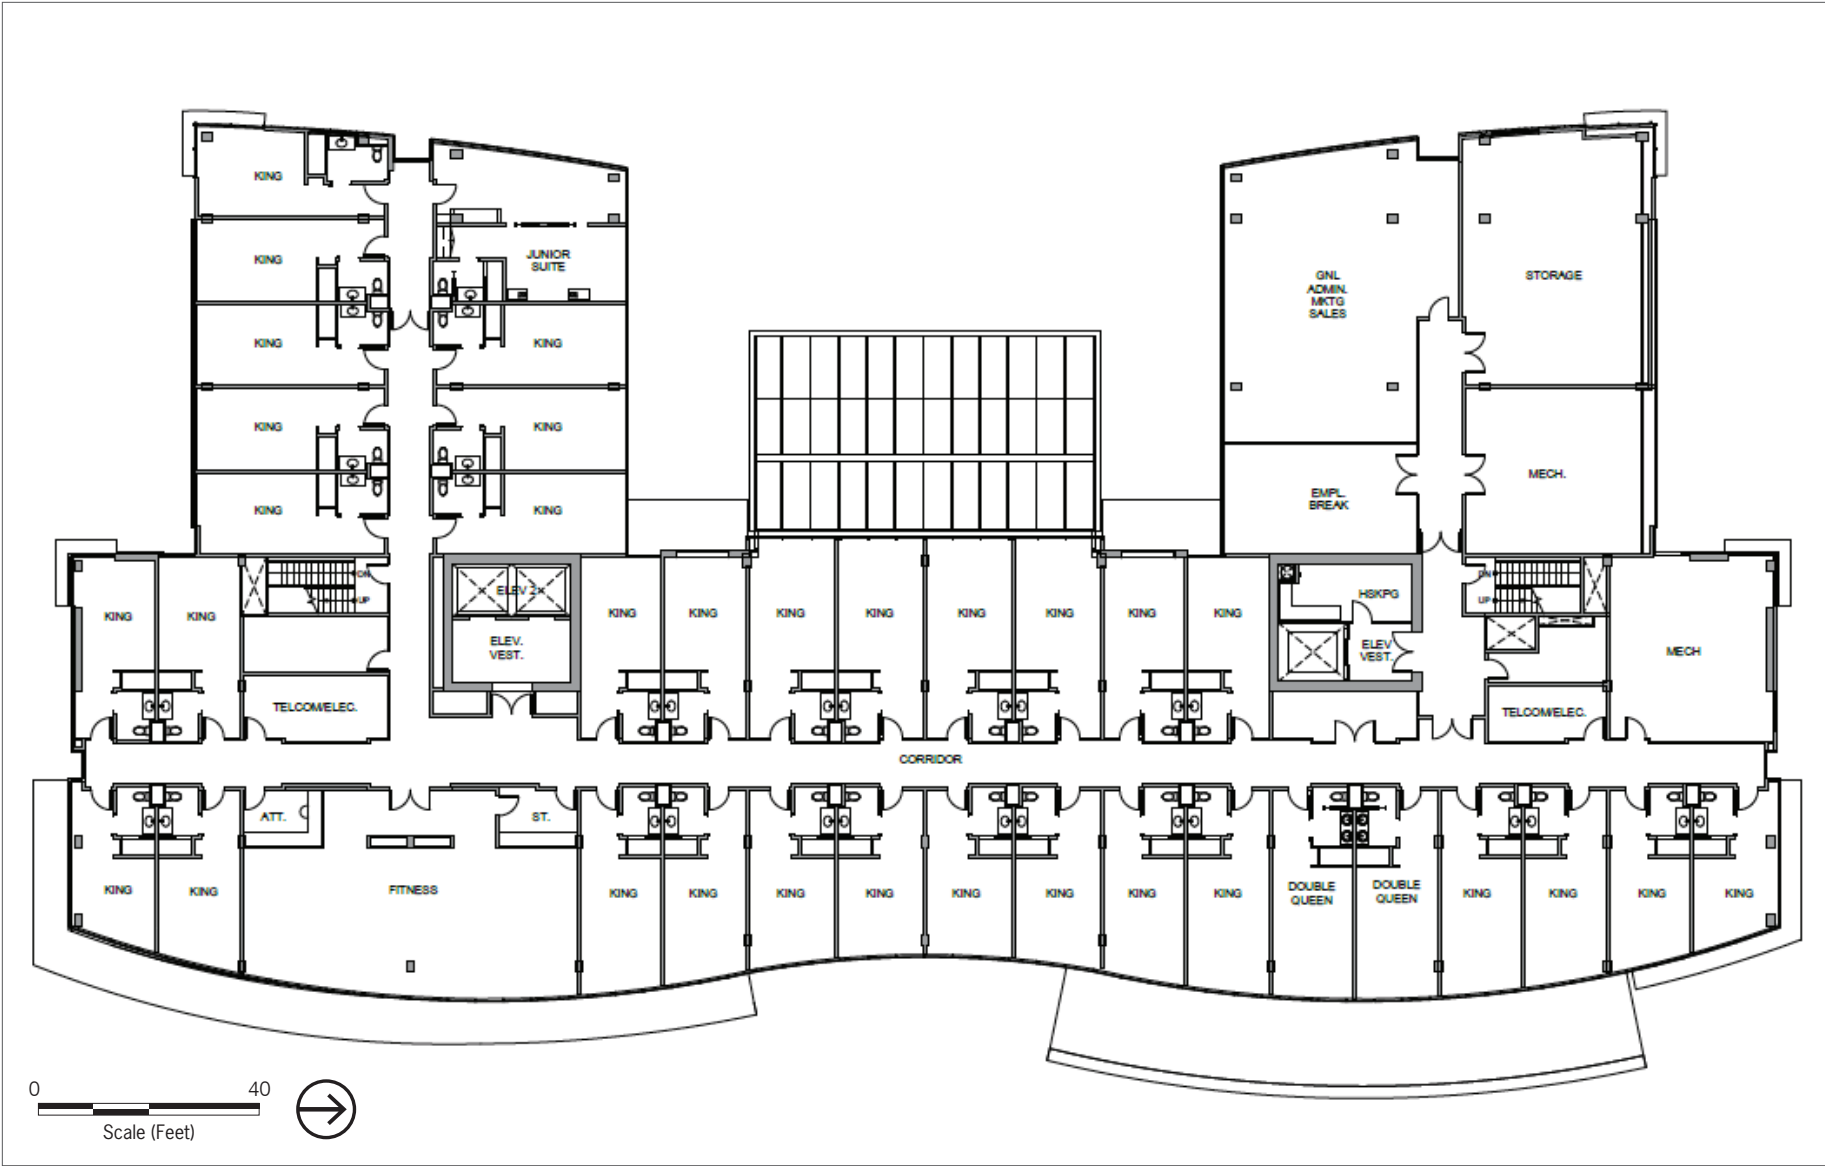 KING
KING
JUNIOR
SUITE
GNL
ADMIN.
MKTG
SALES
STORAGE
KING
KING
KING
KING
MECH.
EMPL.
BREAK
KING
KING
DN
UP
ELEV 2
ELEV.
VEST.
KING
KING
KING
KING
KING
KING
KING
KING
KING
KING
HSKPG
ELEV
VEST.
DN
UP
MECH
TELCOM/ELEC.
TELCOM/ELEC.
CORRIDOR
ATT.
ST.
KING
KING
FITNESS
KING
KING
KING
KING
KING
KING
KING
KING
DOUBLE
QUEEN
DOUBLE
QUEEN
KING
KING
KING
KING
0
40
Scale (Feet)